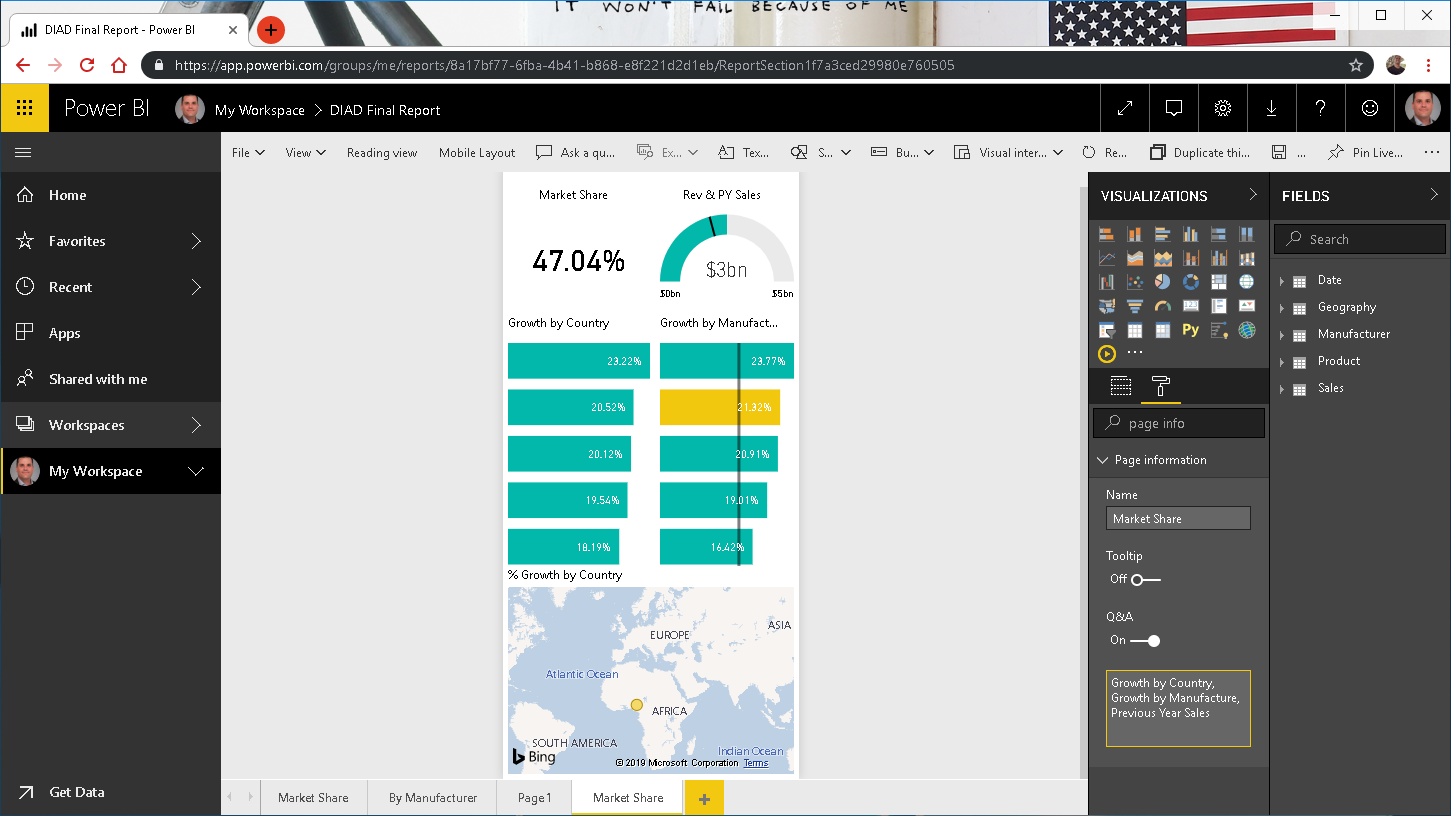 IT WON'T FAIL BECAUSE OF ME
DIAD Final Report - Power BI
https://app.powerbi.com/groups/me/reports/8a17bf77-6fba-4b41-b868-e8f221d2d1eb/ReportSection1f7a3ced29980e760505
Power BI My Workspace > DIAD Final Report
File View Reading view Mobile Layout Ask a qu... Ex... Tex... S... Bu... Visual inter... Re... Duplicate thi... ... Pin Live... ...
Home
Favorites
Recent
Apps
Shared with me
Workspaces
My Workspace
Get Data
Market Share
47.04%
Rev & PY Sales
$3bn
$0bn $5bn
Growth by Country
23.22%
20.52%
20.12%
19.54%
18.19%
Growth by Manufact...
23.77%
21.32%
20.91%
19.01%
16.42%
% Growth by Country
ASIA
EUROPE
Atlantic Ocean
AFRICA
SOUTH AMERICA
Indian Ocean
Bing
© 2019 Microsoft Corporation Terms
Market Share By Manufacturer Page 1 Market Share +
VISUALIZATIONS
Py
...
page info
Page information
Name
Market Share
Tooltip
Off
Q&A
On
Growth by Country,
Growth by Manufacture,
Previous Year Sales
FIELDS
Search
Date
Geography
Manufacturer
Product
Sales